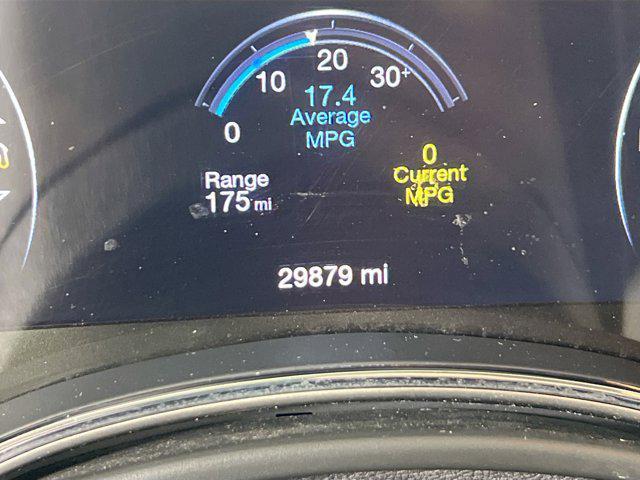 20
10
30+
17.4
Average
MPG
0
0
Current
MPG
Range
175 mi
29879 mi